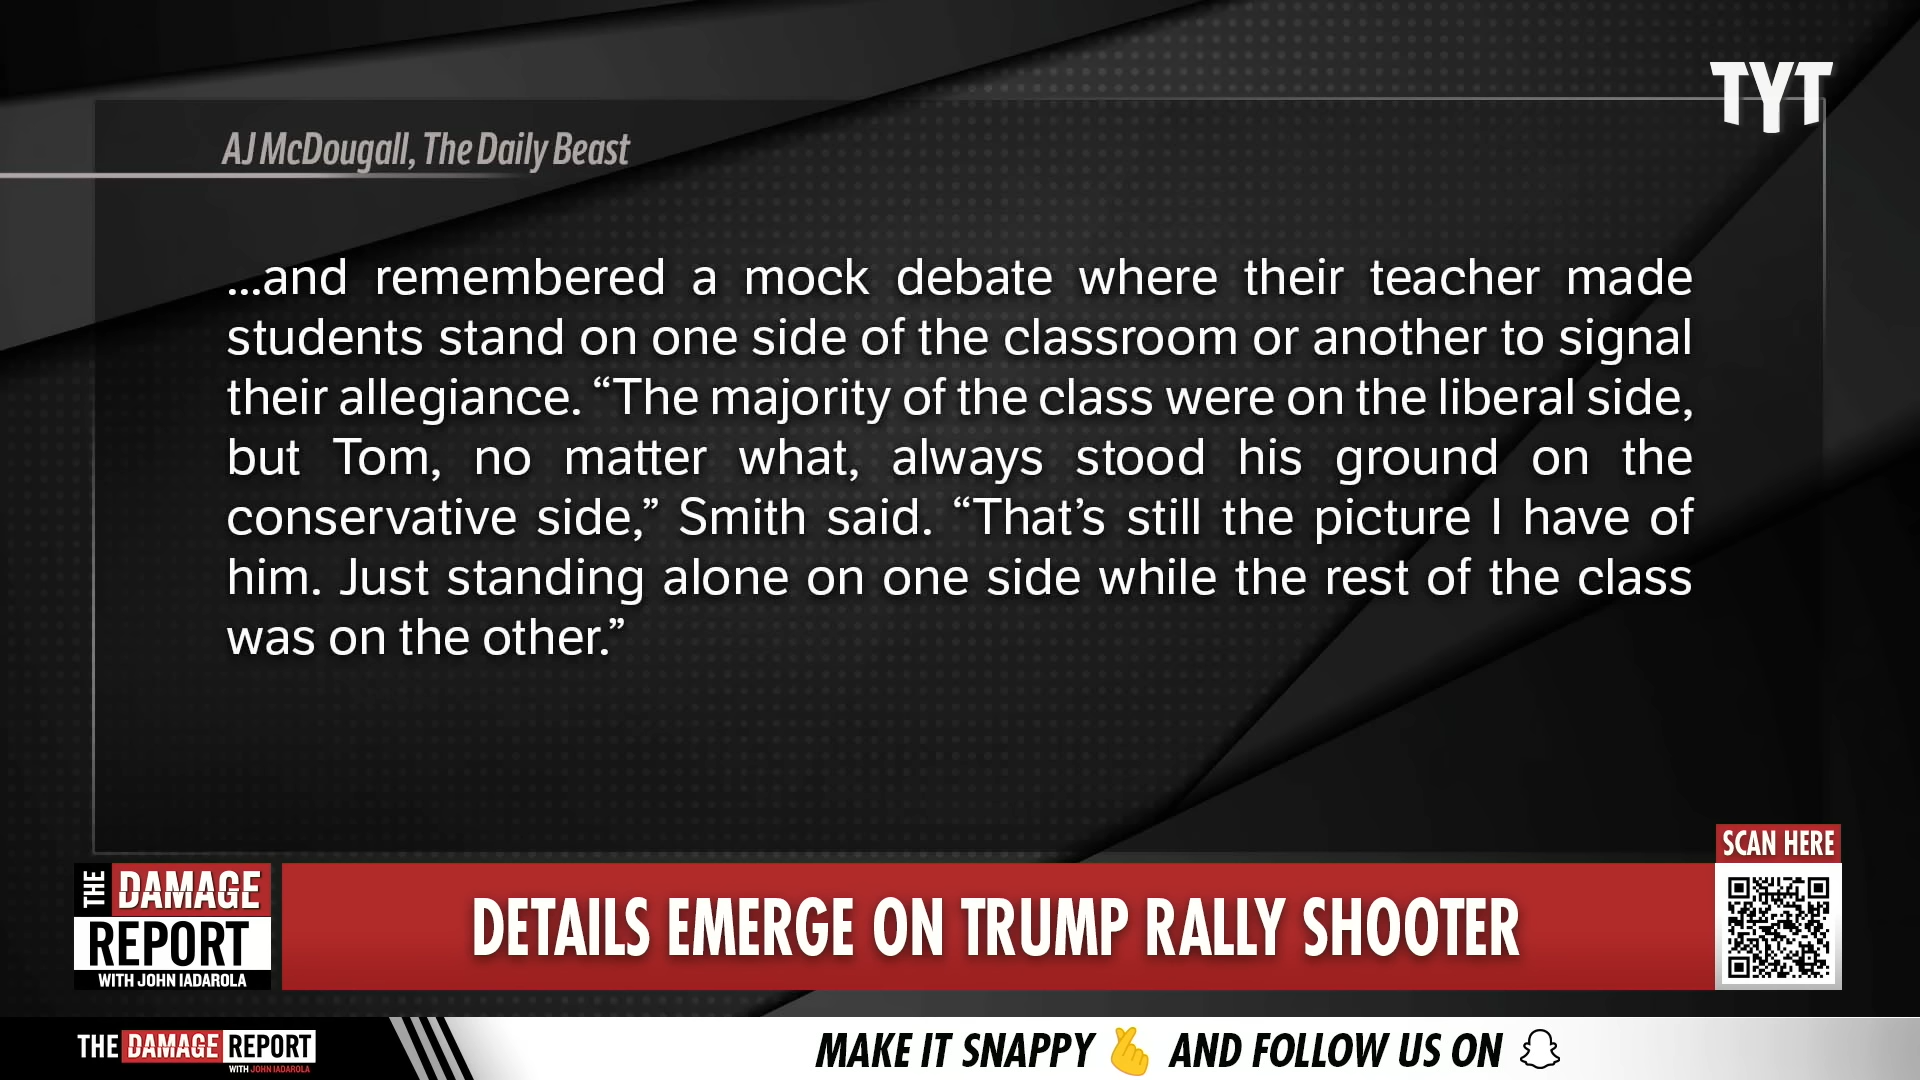 TYT
AJ McDougall, The Daily Beast
...and remembered a mock debate where their teacher made
students stand on one side of the classroom or another to signal
their allegiance. “The majority of the class were on the liberal side,
but Tom, no matter what, always stood his ground on the
conservative side,” Smith said. “That’s still the picture I have of
him. Just standing alone on one side while the rest of the class
was on the other.”
SCAN HERE
THE DAMAGE
REPORT
WITH JOHN IADAROLA
DETAILS EMERGE ON TRUMP RALLY SHOOTER
THE DAMAGE REPORT
WITH JOHN IADAROLA
MAKE IT SNAPPY 🫰 AND FOLLOW US ON